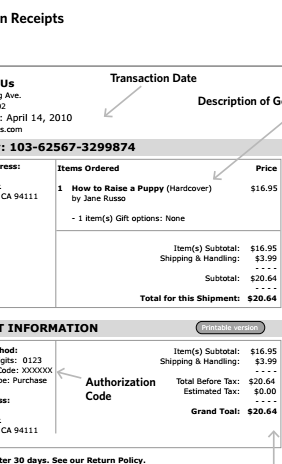 n Receipts
Transaction Date
Us
g Ave.
02
: April 14, 2010
s.com
Description of G
: 103-62567-3299874
ress:
Items Ordered Price
1 How to Raise a Puppy (Hardcover) $16.95
by Jane Russo
CA 94111
- 1 item(s) Gift options: None
Item(s) Subtotal: $16.95
Shipping & Handling: $3.99
- - - -
Subtotal: $20.64
- - - -
Total for this Shipment: $20.64
T INFORMATION Printable version
hod:
igits: 0123
Code: XXXXXX
pe: Purchase
ss:
CA 94111
Item(s) Subtotal: $16.95
Shipping & Handling: $3.99
- - - -
Total Before Tax: $20.64
Estimated Tax: $0.00
- - - -
Grand Toal: $20.64
Authorization
Code
ter 30 days. See our Return Policy.